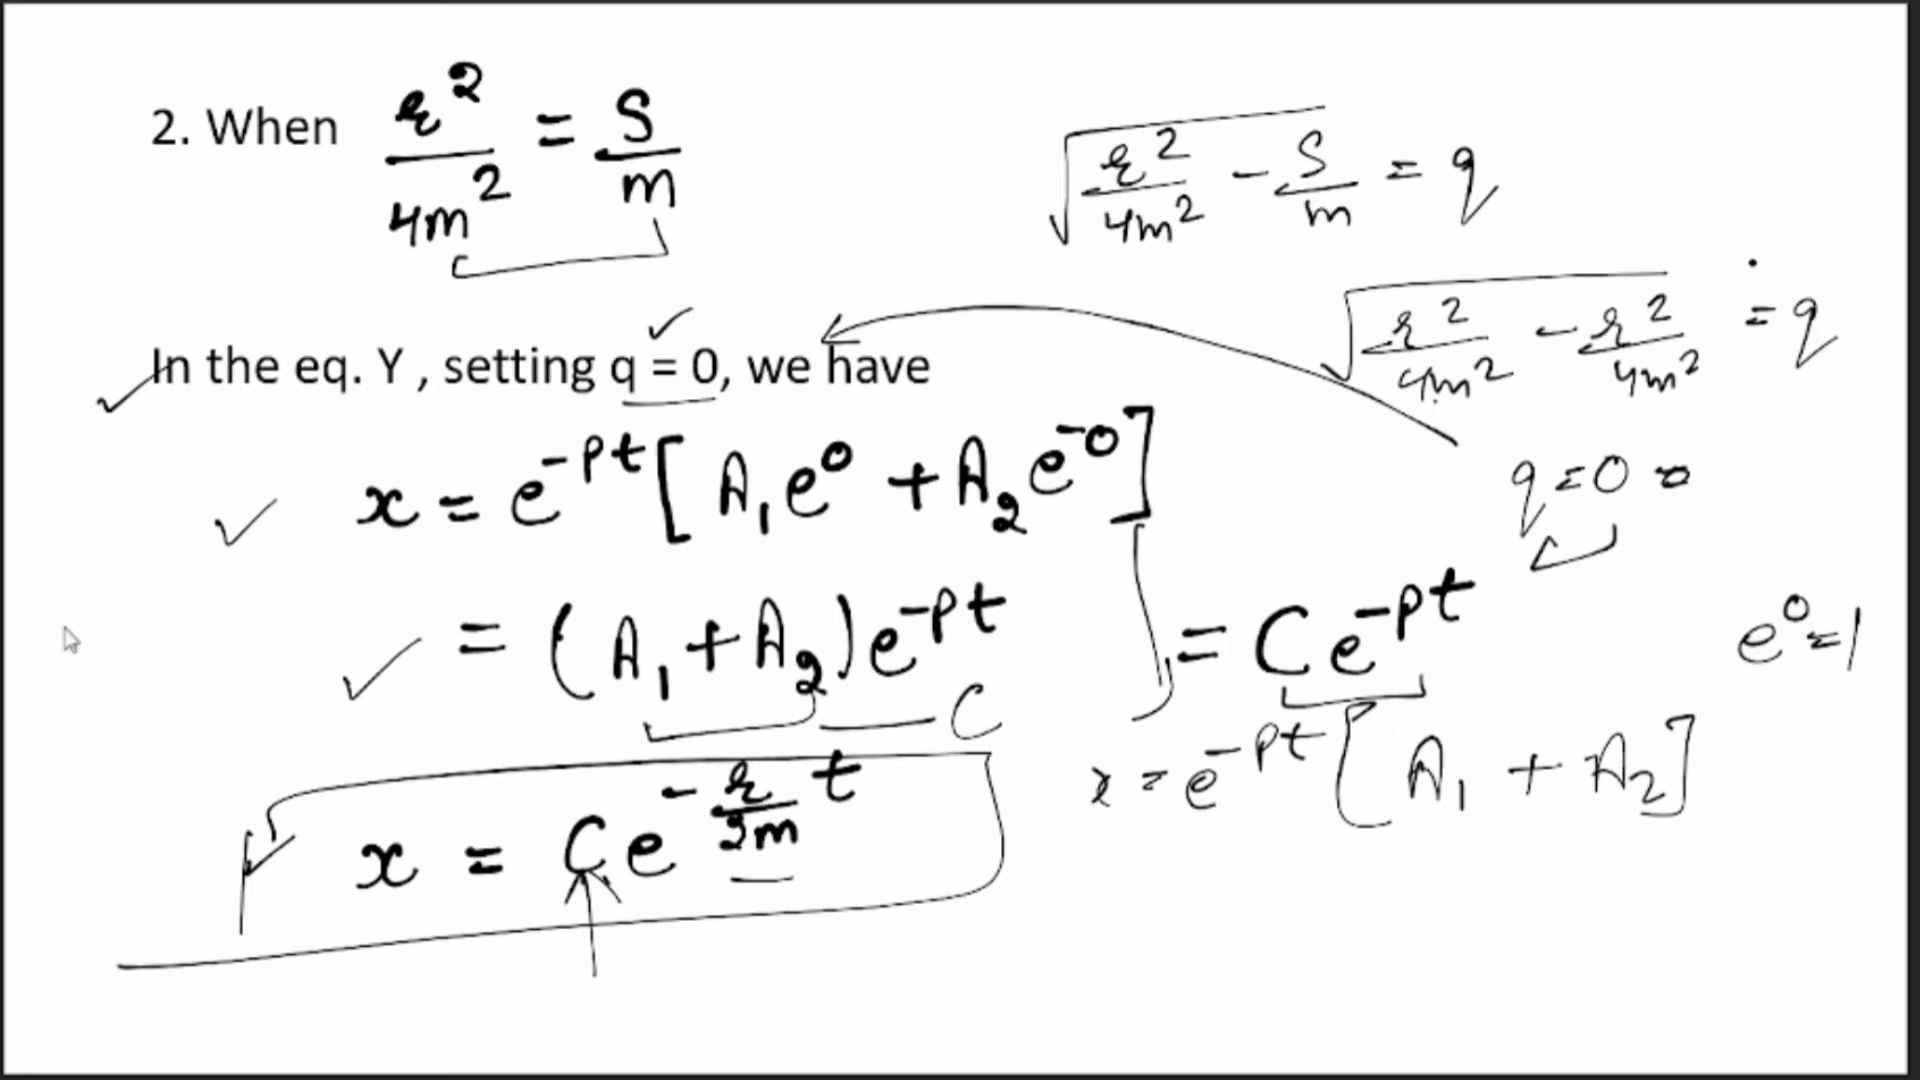 2. When r²/4m² = S/m
√(r²/4m² - S/m) = q
√(r²/4m² - r²/4m²) = q
In the eq. Y , setting q = 0, we have
q = 0
x = e^-pt [ A₁e⁰ + A₂e^-0 ]
= (A₁ + A₂)e^-pt = Ce^-pt
e⁰ = 1
C
x = e^-pt [ A₁ + A₂ ]
x = Ce^-(r/2m)t